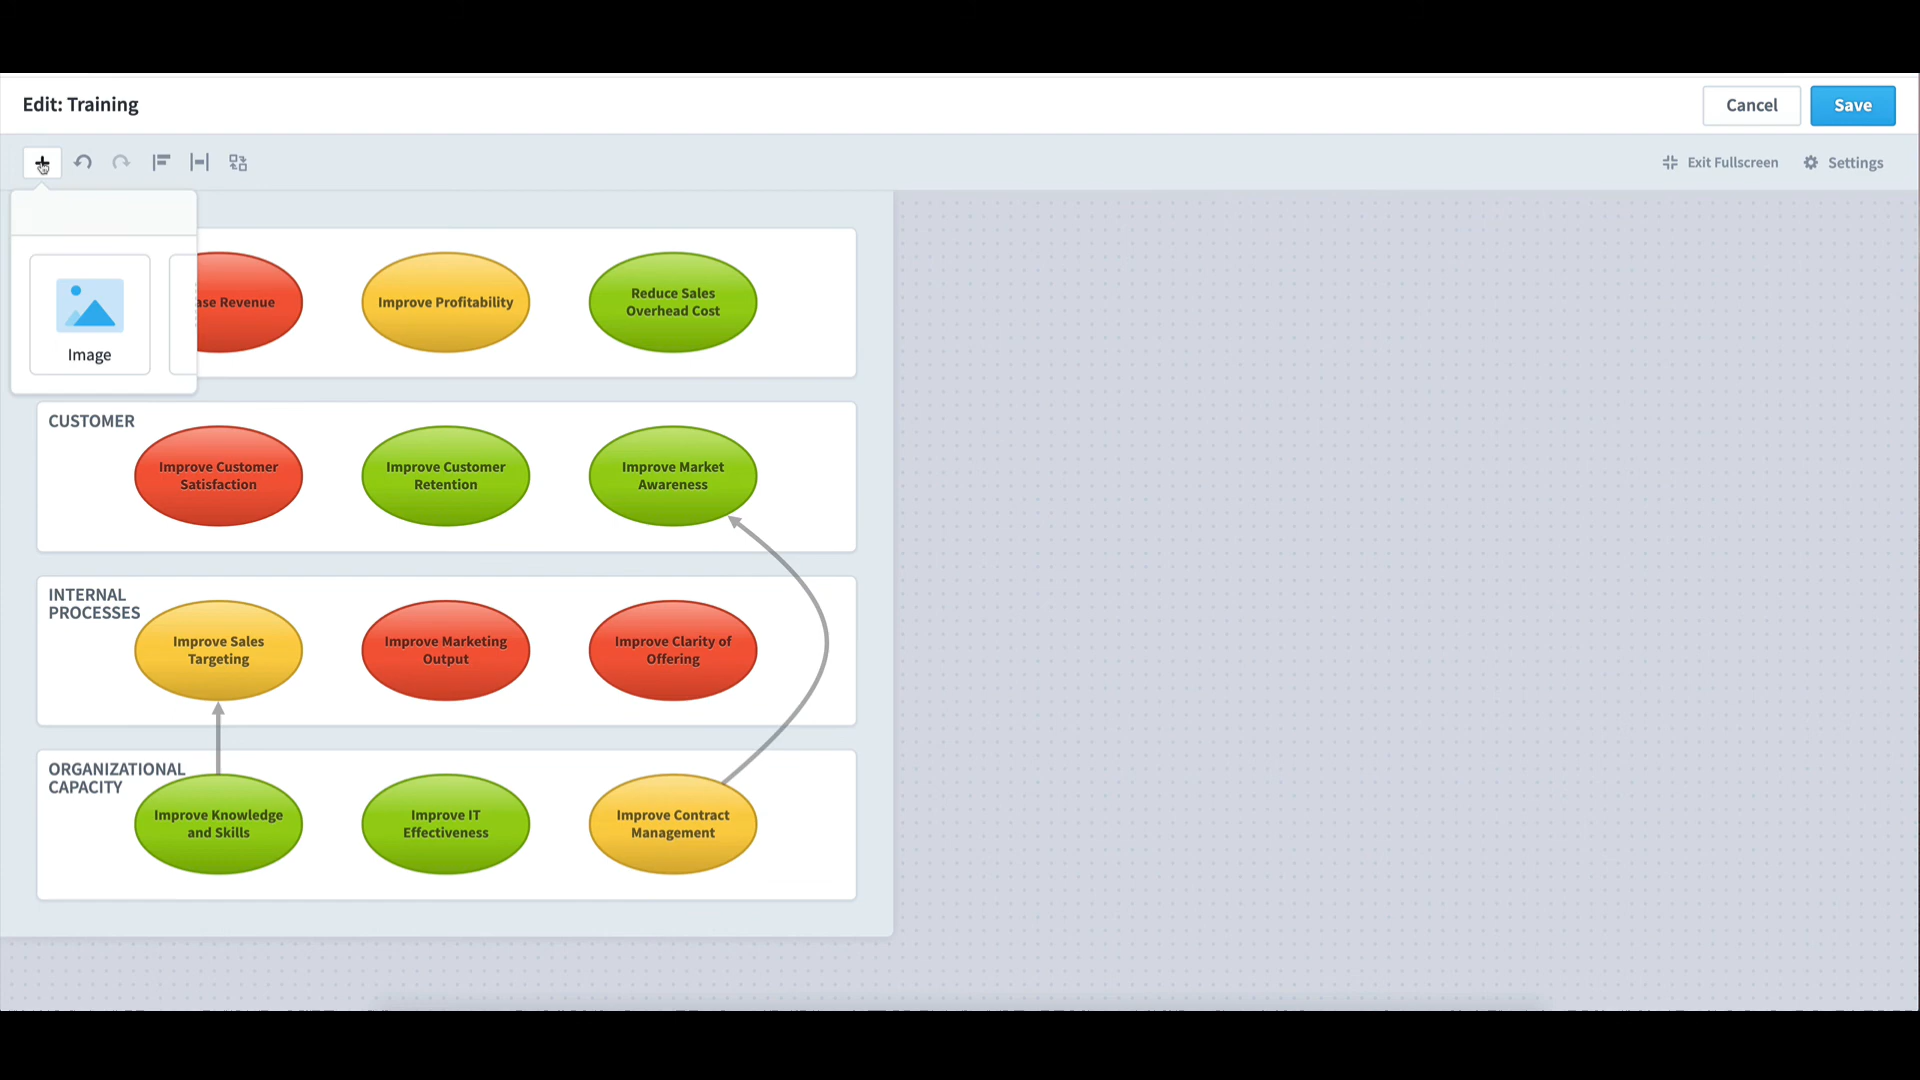 Edit: Training
Cancel
Save
Exit Fullscreen
Settings
Image
ase Revenue
Improve Profitability
Reduce Sales
Overhead Cost
CUSTOMER
Improve Customer
Satisfaction
Improve Customer
Retention
Improve Market
Awareness
INTERNAL
PROCESSES
Improve Sales
Targeting
Improve Marketing
Output
Improve Clarity of
Offering
ORGANIZATIONAL
CAPACITY
Improve Knowledge
and Skills
Improve IT
Effectiveness
Improve Contract
Management